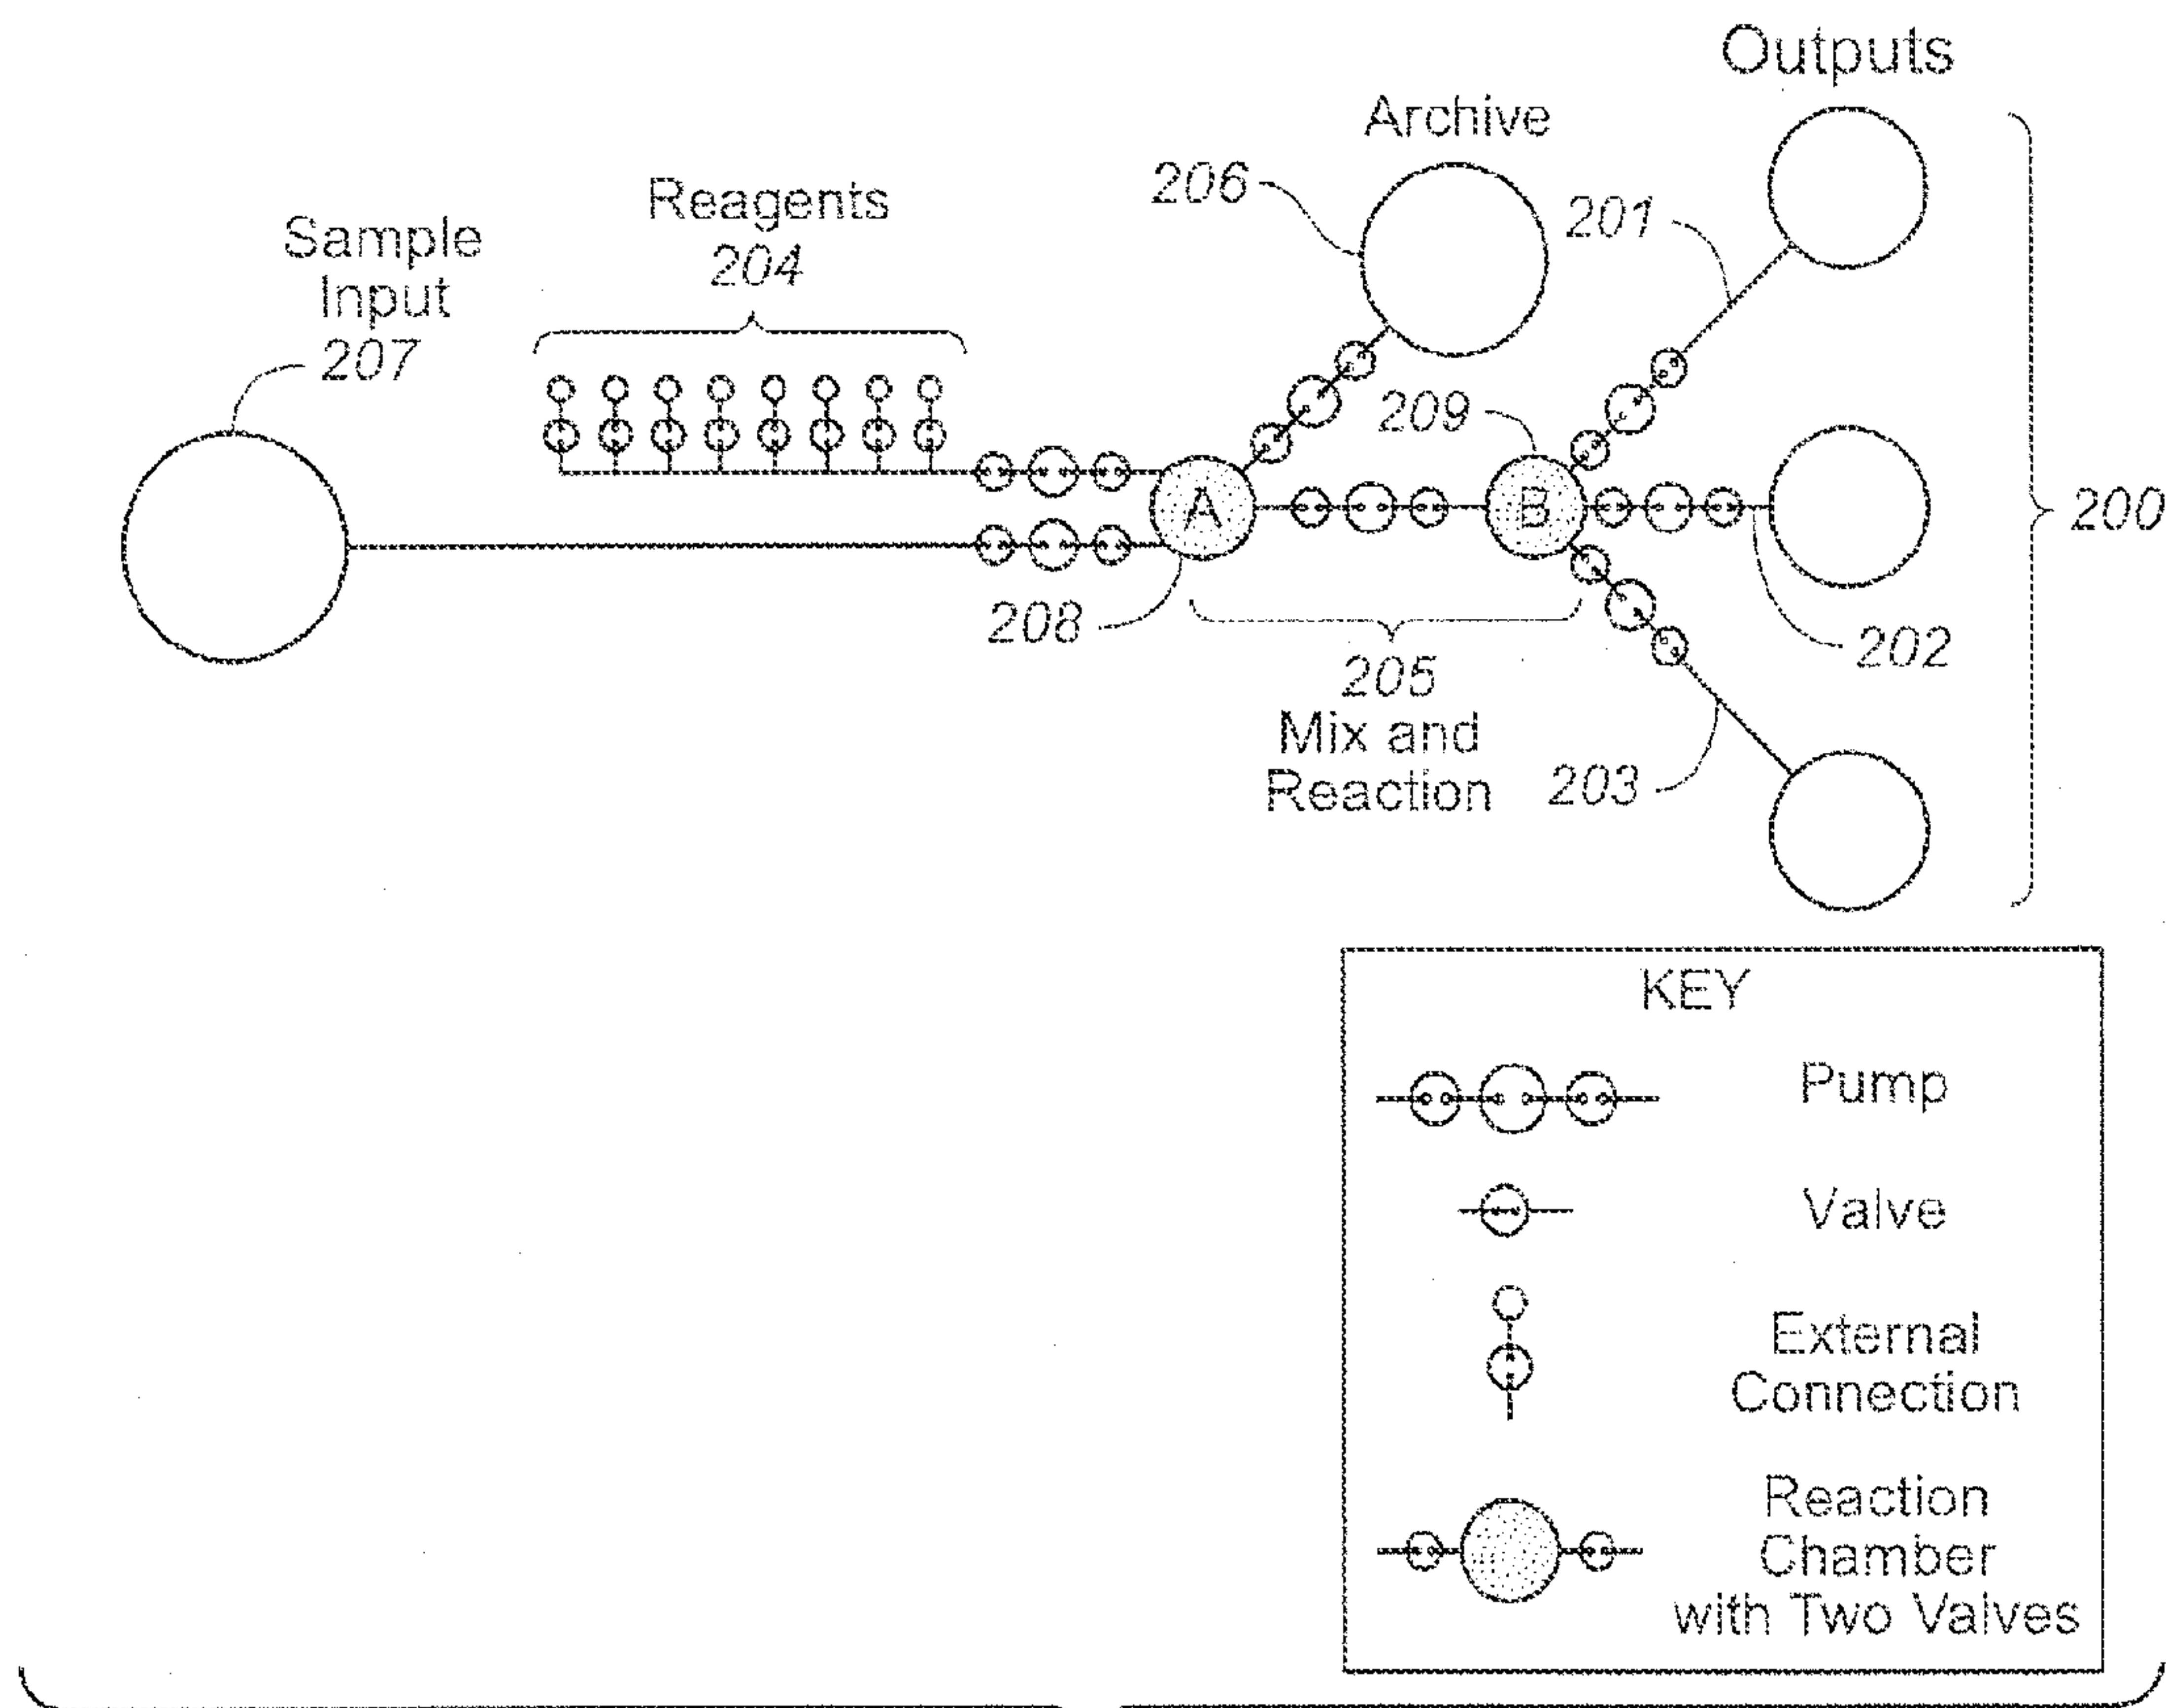 Outputs
Archive
206
201
Reagents
204
Sample
Input
207
209
A
B
200
208
202
205
Mix and
Reaction
203
KEY
Pump
Valve
External
Connection
Reaction
Chamber
with Two Valves